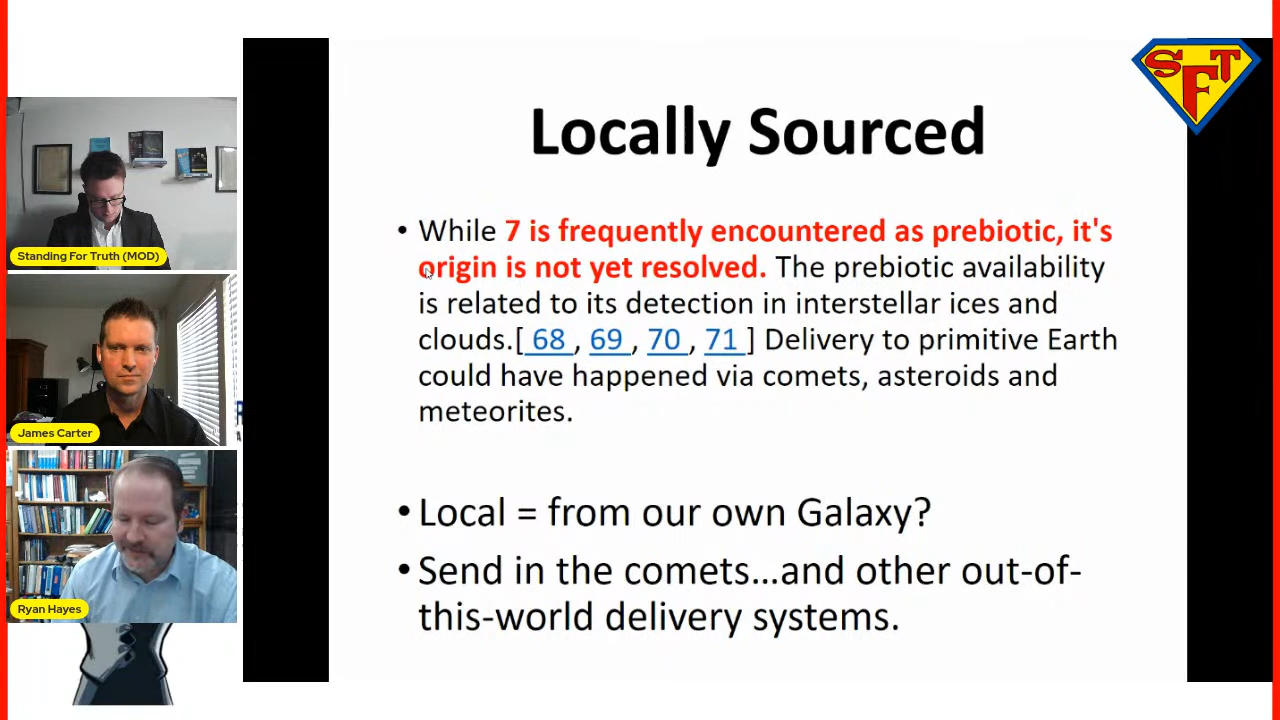 SFT
Standing For Truth (MOD)
James Carter
Ryan Hayes
Locally Sourced
• While 7 is frequently encountered as prebiotic, it's
origin is not yet resolved. The prebiotic availability
is related to its detection in interstellar ices and
clouds.[ 68 , 69 , 70 , 71 ] Delivery to primitive Earth
could have happened via comets, asteroids and
meteorites.
• Local = from our own Galaxy?
• Send in the comets...and other out-of-
this-world delivery systems.